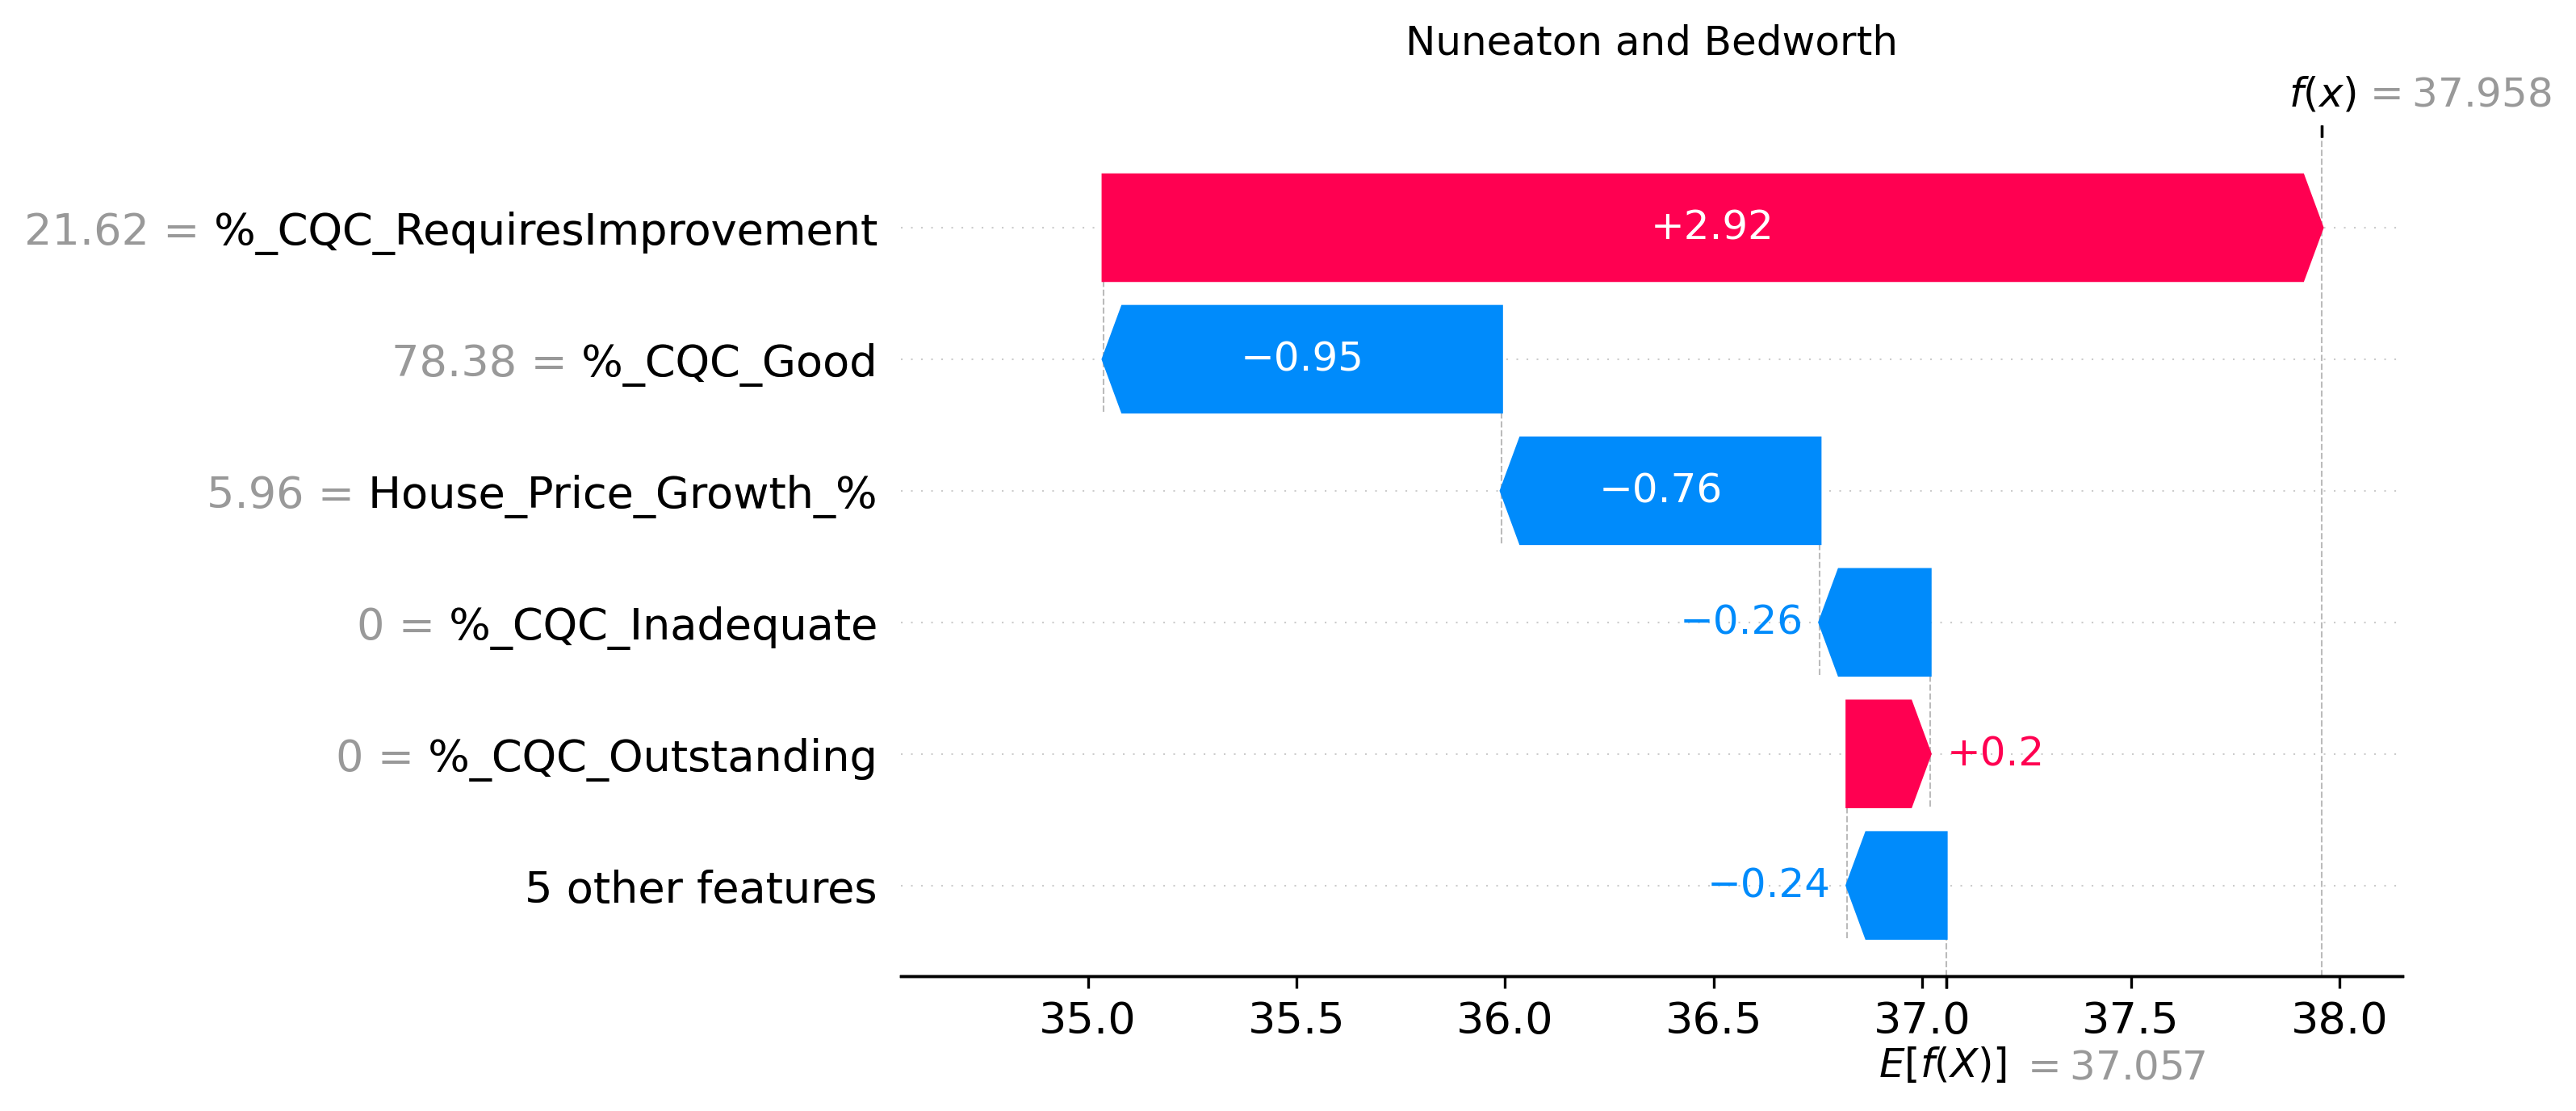 Nuneaton and Bedworth
f(x) = 37.958
21.62 = %_CQC_RequiresImprovement
+2.92
78.38 = %_CQC_Good
−0.95
5.96 = House_Price_Growth_%
−0.76
0 = %_CQC_Inadequate
−0.26
0 = %_CQC_Outstanding
+0.2
5 other features
−0.24
35.0 35.5 36.0 36.5 37.0 37.5 38.0
E[f(X)] = 37.057